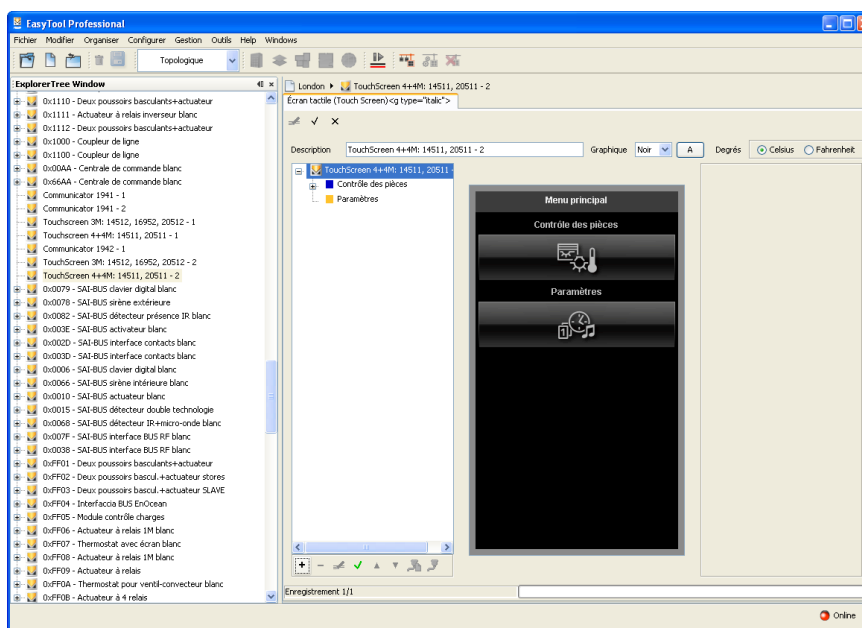 EasyTool Professional
Fichier Modifier Organiser Configurer Gestion Outils Help Windows
Topologique
ExplorerTree Window
0x1110 - Deux poussoirs basculants+actuateur
0x1111 - Actuateur à relais inverseur blanc
0x1112 - Deux poussoirs basculants+actuateur
0x1000 - Coupleur de ligne
0x1100 - Coupleur de ligne
0x00AA - Centrale de commande blanc
0x66AA - Centrale de commande blanc
Communicator 1941 - 1
Communicator 1941 - 2
Touchscreen 3M: 14512, 16952, 20512 - 1
Touchscreen 4+4M: 14511, 20511 - 1
Communicator 1942 - 1
TouchScreen 3M: 14512, 16952, 20512 - 2
TouchScreen 4+4M: 14511, 20511 - 2
0x0079 - SAI-BUS clavier digital blanc
0x0078 - SAI-BUS sirène extérieure
0x0082 - SAI-BUS détecteur présence IR blanc
0x003E - SAI-BUS activateur blanc
0x002D - SAI-BUS interface contacts blanc
0x003D - SAI-BUS interface contacts blanc
0x0006 - SAI-BUS clavier digital blanc
0x0066 - SAI-BUS sirène intérieure blanc
0x0010 - SAI-BUS actuateur blanc
0x0015 - SAI-BUS détecteur double technologie
0x0068 - SAI-BUS détecteur IR+micro-onde blanc
0x007F - SAI-BUS interface BUS RF blanc
0x0038 - SAI-BUS interface BUS RF blanc
0xFF01 - Deux poussoirs basculants+actuateur
0xFF02 - Deux poussoirs bascul.+actuateur stores
0xFF03 - Deux poussoirs bascul.+actuateur SLAVE
0xFF04 - Interfaccia BUS EnOcean
0xFF05 - Module contrôle charges
0xFF06 - Actuateur à relais 1M blanc
0xFF07 - Thermostat avec écran blanc
0xFF08 - Actuateur à relais 1M blanc
0xFF09 - Actuateur à relais
0xFF0A - Thermostat pour ventil-convecteur blanc
0xFF0B - Actuateur à 4 relais
London TouchScreen 4+4M: 14511, 20511 - 2
Écran tactile (Touch Screen)<g type="italic">
Description TouchScreen 4+4M: 14511, 20511 - 2 Graphique Noir A Degrés Celsius Fahrenheit
TouchScreen 4+4M: 14511, 20511 -
Contrôle des pièces
Paramètres
Menu principal
Contrôle des pièces
Paramètres
1
Enregistrement 1/1
Online